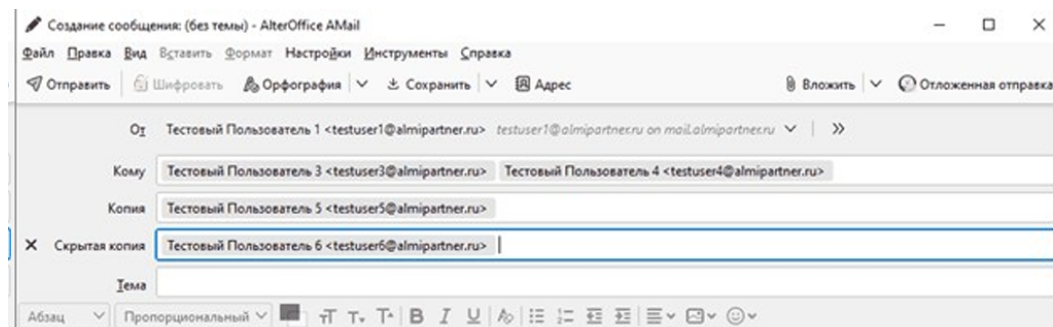 Создание сообщения: (без темы) - AlterOffice AMail
Файл Правка Вид Вставить Формат Настройки Инструменты Справка
Отправить Шифровать Орфография Сохранить Адрес Вложить Отложенная отправка
От Тестовый Пользователь 1 <testuser1@almipartner.ru> testuser1@almipartner.ru on mail.almipartner.ru
Кому Тестовый Пользователь 3 <testuser3@almipartner.ru> Тестовый Пользователь 4 <testuser4@almipartner.ru>
Копия Тестовый Пользователь 5 <testuser5@almipartner.ru>
Скрытая копия Тестовый Пользователь 6 <testuser6@almipartner.ru>
Тема
Абзац Пропорциональный